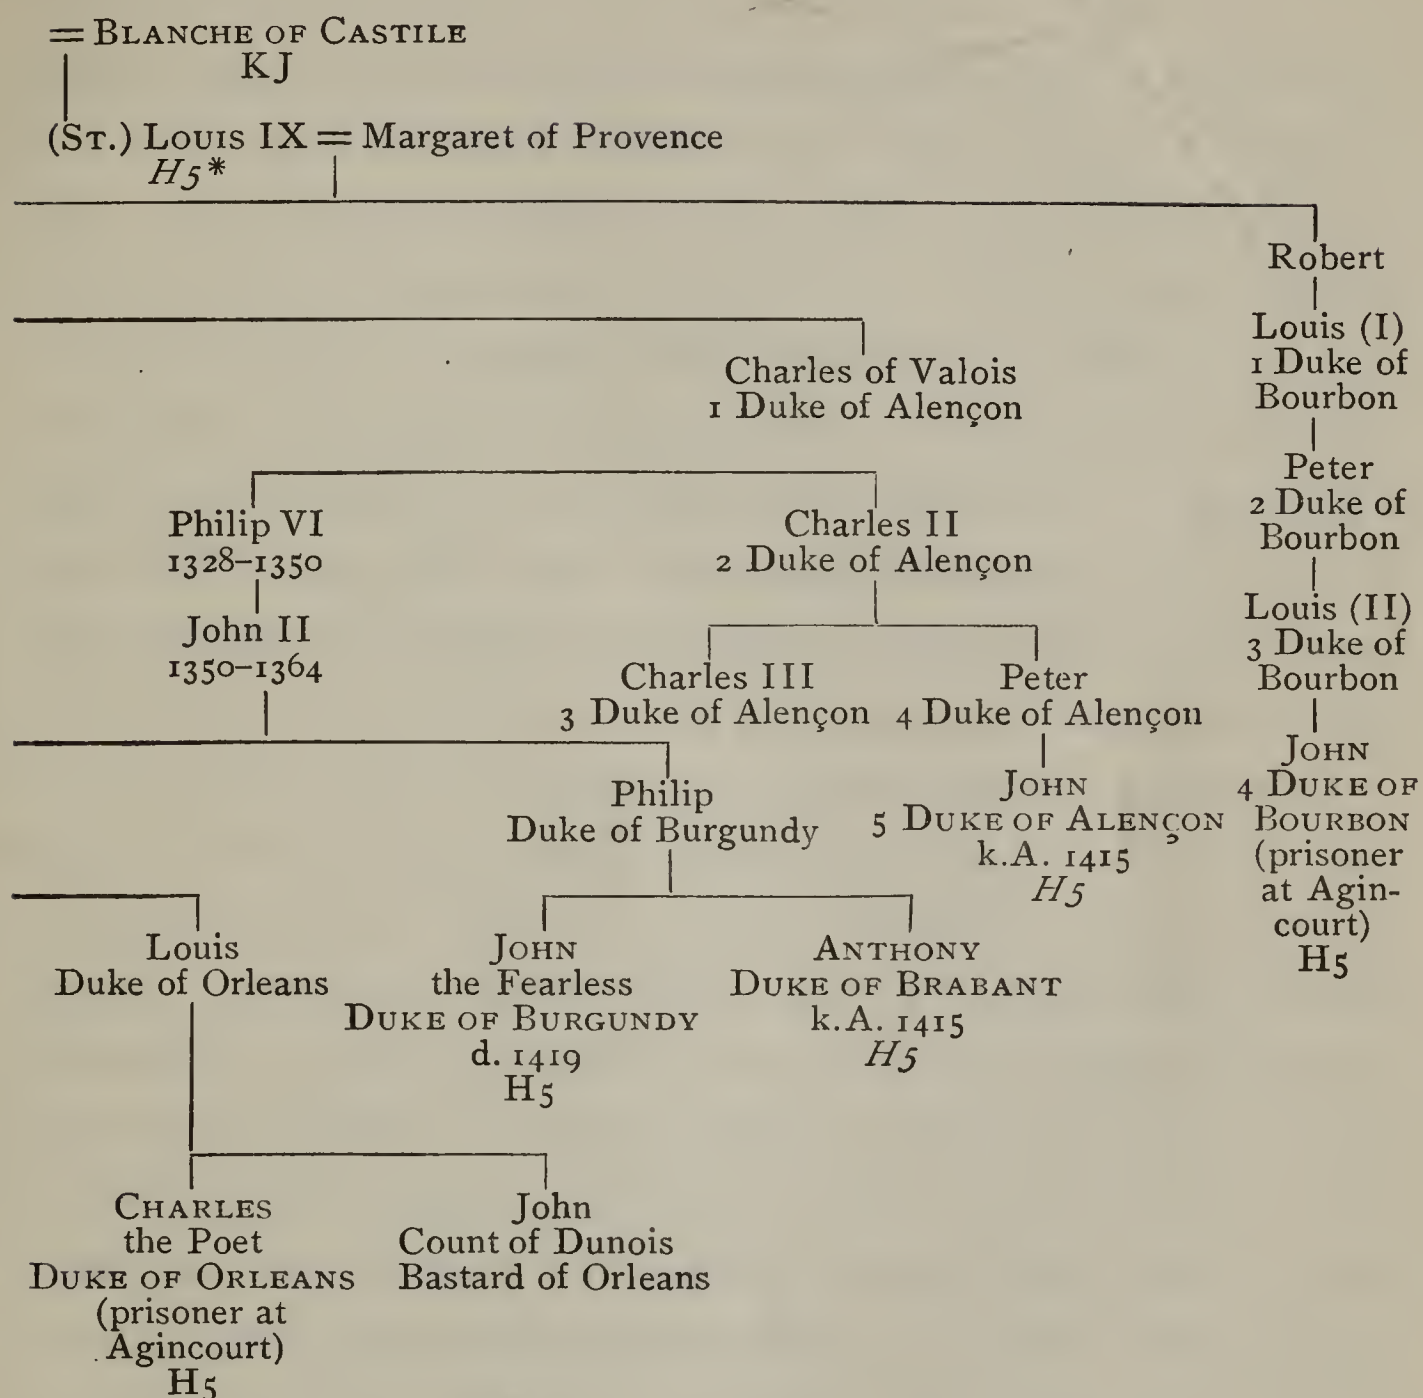 = BLANCHE OF CASTILE
KJ
(ST.) LOUIS IX = Margaret of Provence
H5*
Robert
Louis (I)
1 Duke of
Bourbon
Charles of Valois
1 Duke of Alençon
Peter
2 Duke of
Bourbon
Philip VI
1328–1350
Charles II
2 Duke of Alençon
Louis (II)
3 Duke of
Bourbon
John II
1350–1364
Charles III
3 Duke of Alençon
Peter
4 Duke of Alençon
JOHN
4 DUKE OF
BOURBON
(prisoner
at Agin-
court)
H5
Philip
Duke of Burgundy
JOHN
5 DUKE OF ALENÇON
k.A. 1415
H5
Louis
Duke of Orleans
JOHN
the Fearless
DUKE OF BURGUNDY
d. 1419
H5
ANTHONY
DUKE OF BRABANT
k.A. 1415
H5
CHARLES
the Poet
DUKE OF ORLEANS
(prisoner at
Agincourt)
H5
John
Count of Dunois
Bastard of Orleans